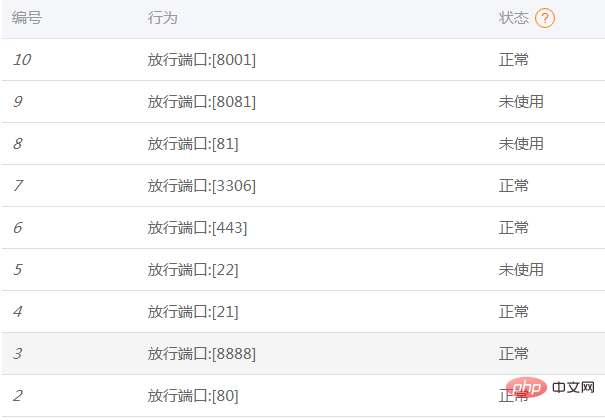 编号 行为 状态 ?
10 放行端口:[8001] 正常
9 放行端口:[8081] 未使用
8 放行端口:[81] 未使用
7 放行端口:[3306] 正常
6 放行端口:[443] 正常
5 放行端口:[22] 未使用
4 放行端口:[21] 正常
3 放行端口:[8888] 正常
2 放行端口:[80] 正常
php 中文网